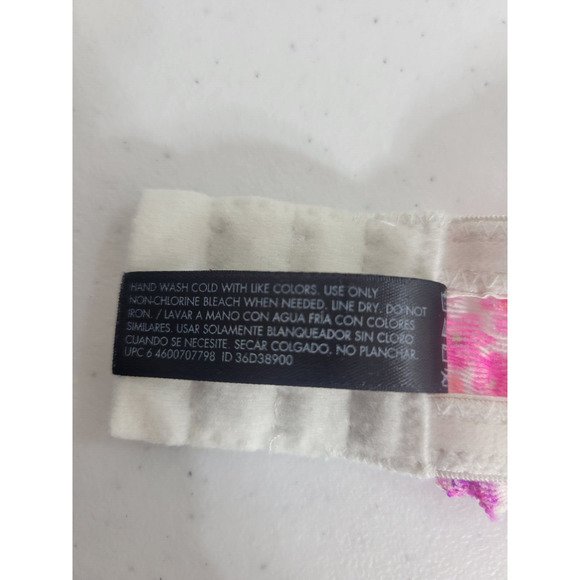 HAND WASH COLD WITH LIKE COLORS. USE ONLY
NON-CHLORINE BLEACH WHEN NEEDED. LINE DRY. DO NOT
IRON. / LAVAR A MANO CON AGUA FRÍA CON COLORES
SIMILARES. USAR SOLAMENTE BLANQUEADOR SIN CLORO
CUANDO SE NECESITE. SECAR COLGADO. NO PLANCHAR.
UPC 6 4600707798 ID 36D38900